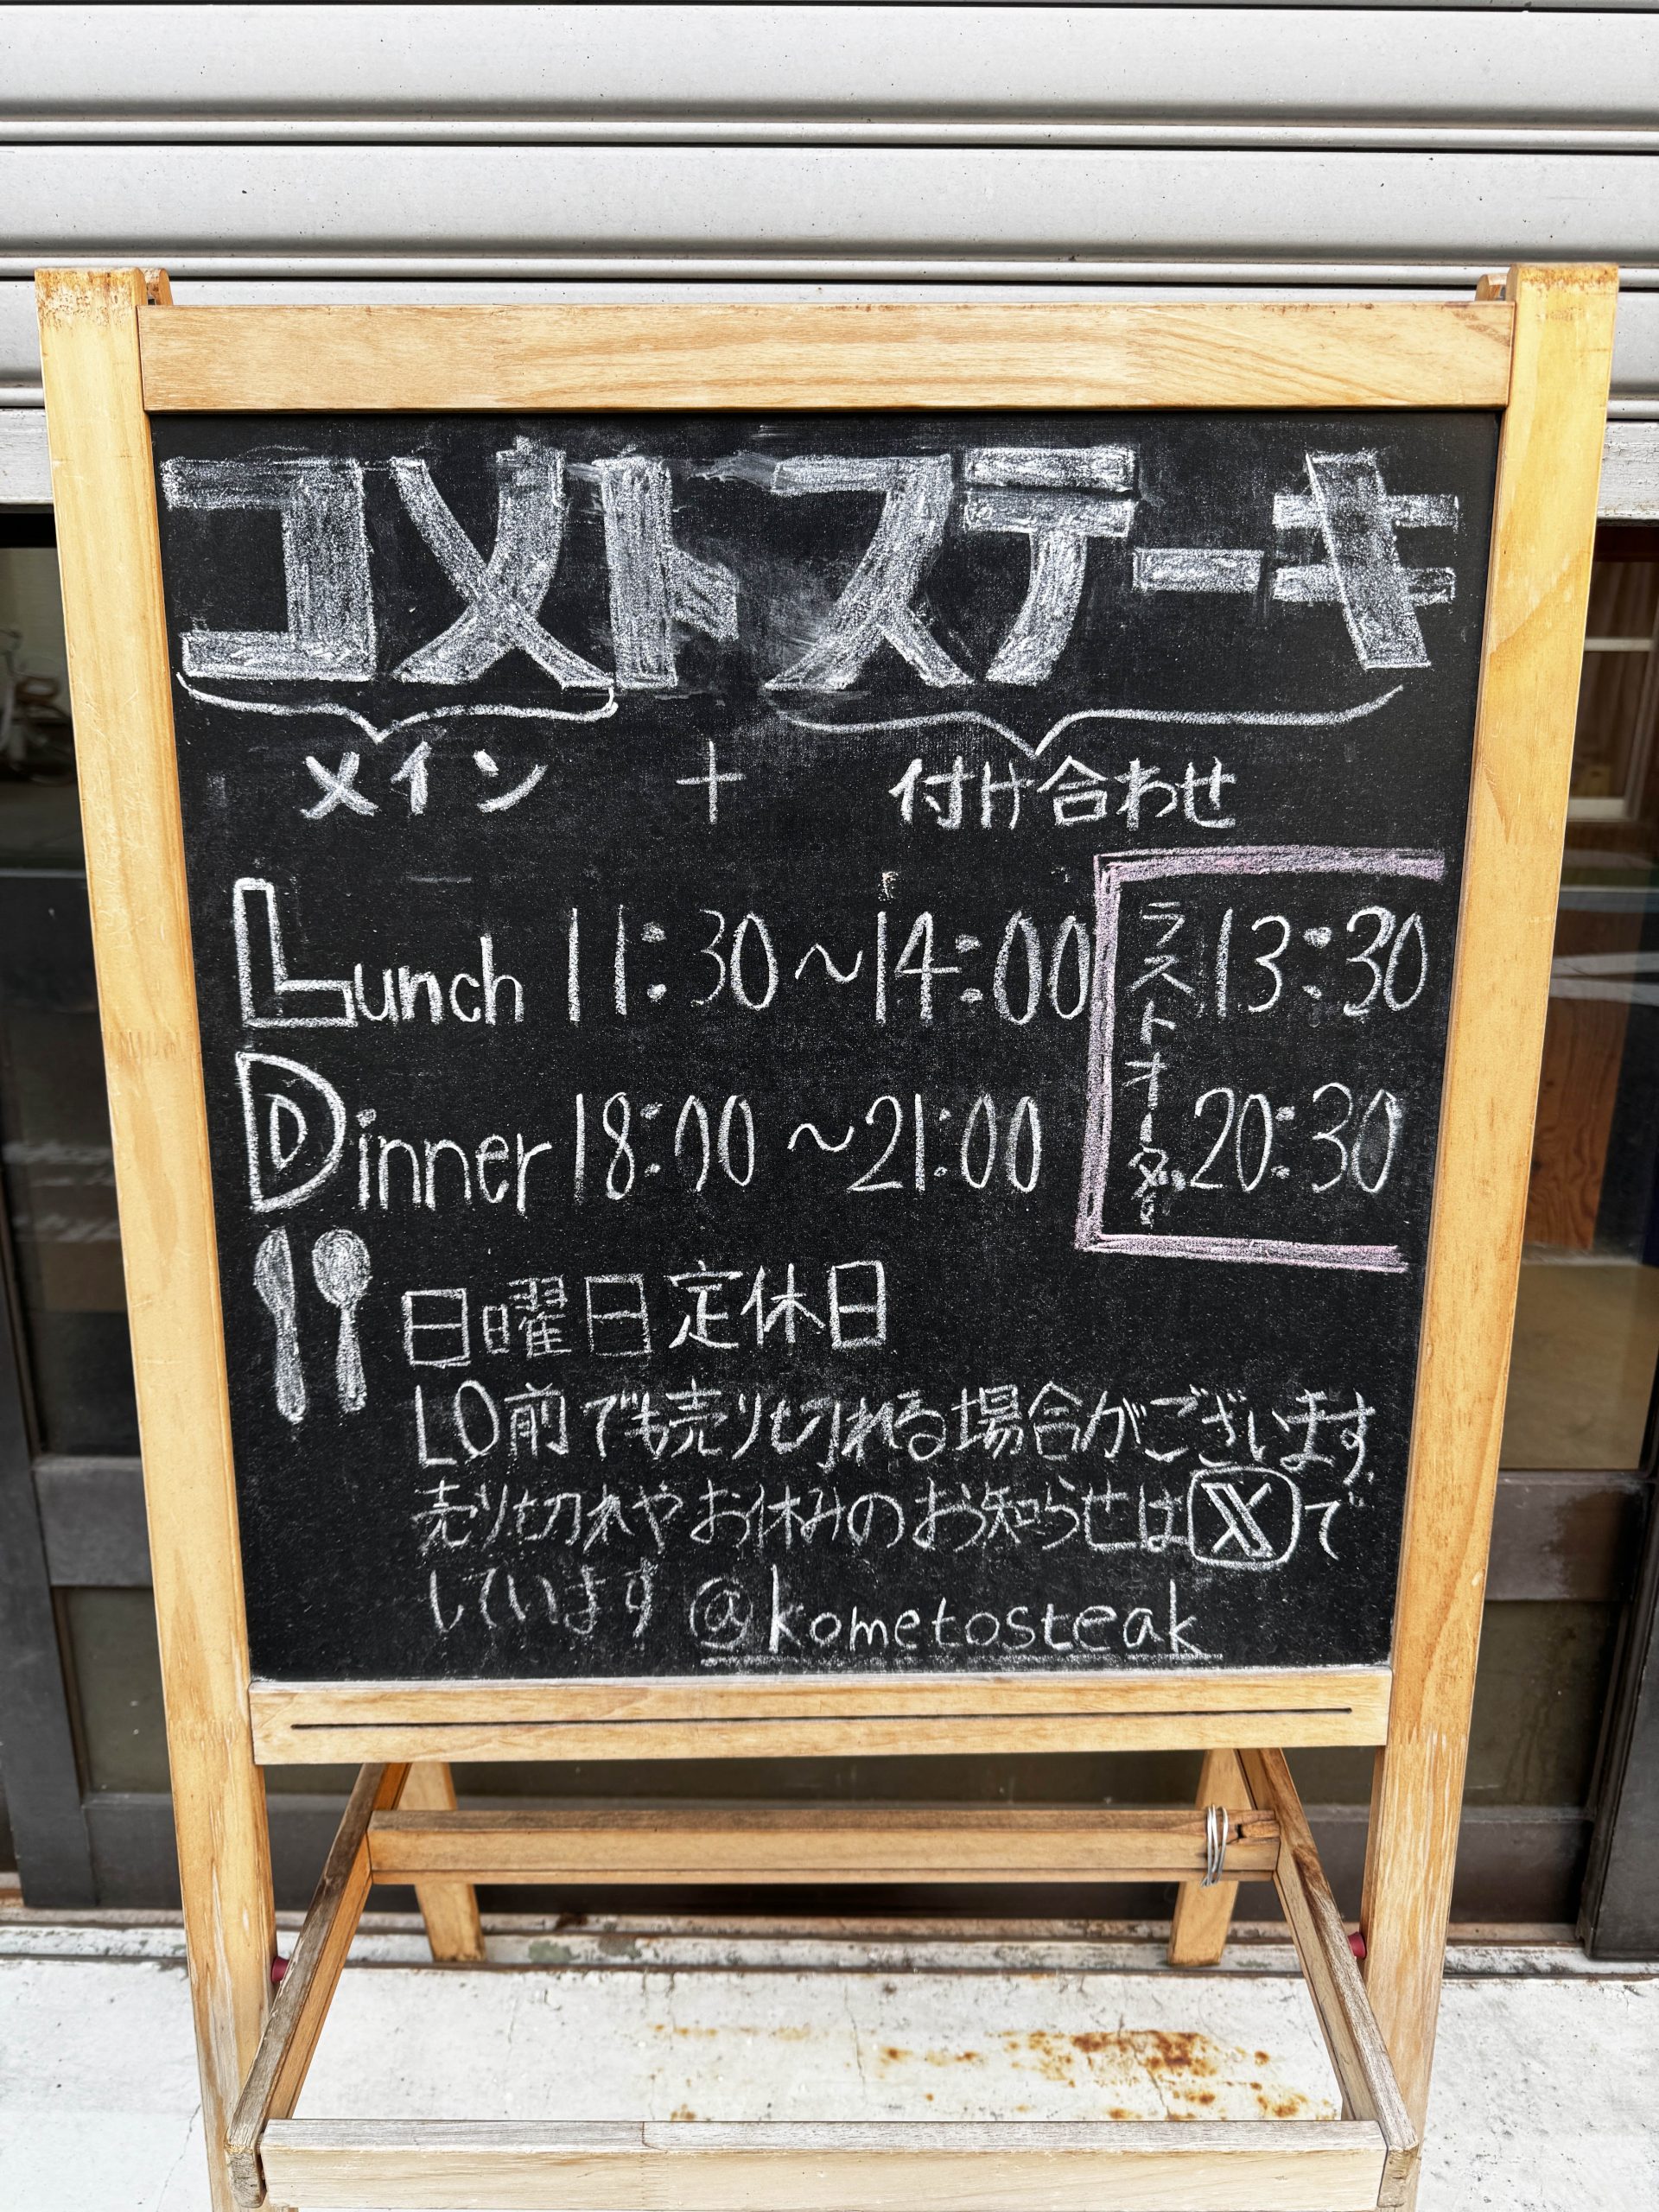 コメトステーキ
メイン + 付け合わせ
Lunch 11:30〜14:00
Dinner 18:00〜21:00
ラストオーダー
13:30
20:30
日曜日定休日
LO前でも売り切れる場合がございます。
売り切れやお休みのお知らせはXで
しています @kometosteak